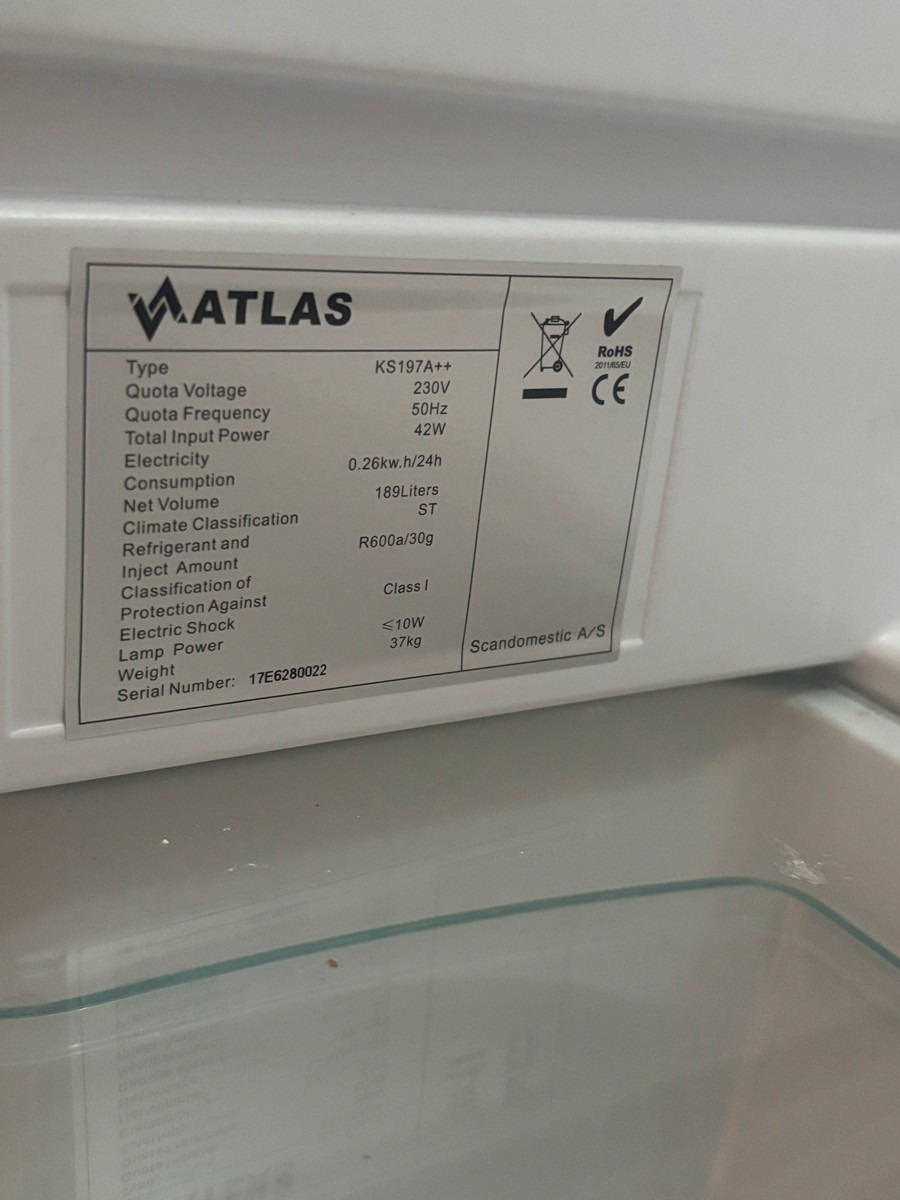 ATLAS
Type KS197A++
Quota Voltage 230V
Quota Frequency 50Hz
Total Input Power 42W
Electricity
Consumption 0.26kw.h/24h
Net Volume 189Liters
Climate Classification ST
Refrigerant and
Inject Amount R600a/30g
Classification of
Protection Against
Electric Shock Class I
Lamp Power ≤10W
Weight 37kg
Serial Number: 17E6280022
RoHS
2011/65/EU
CE
Scandomestic A/S